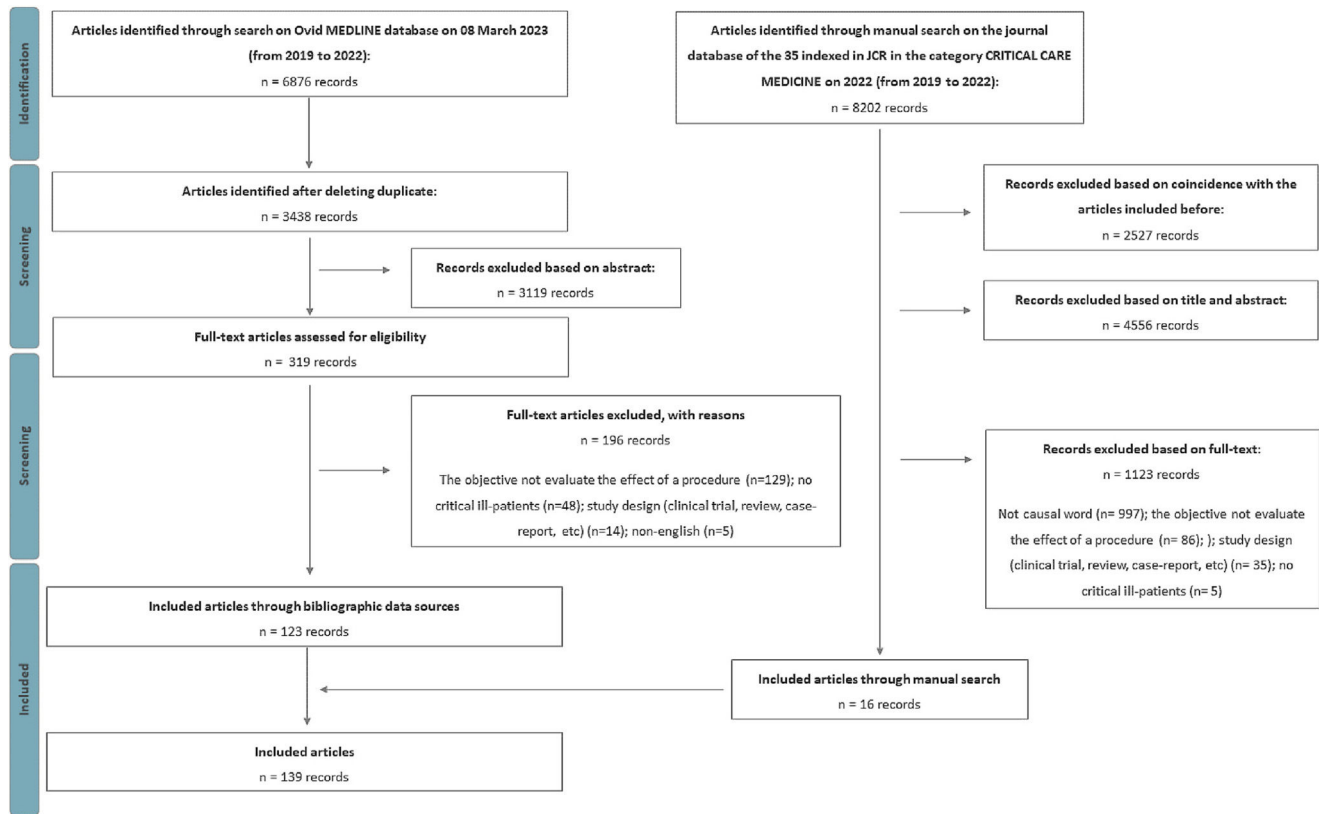 Identification
Articles identified through search on Ovid MEDLINE database on 08 March 2023
(from 2019 to 2022):
n = 6876 records
Articles identified through manual search on the journal
database of the 35 indexed in JCR in the category CRITICAL CARE
MEDICINE on 2022 (from 2019 to 2022):
n = 8202 records
Screening
Articles identified after deleting duplicate:
n = 3438 records
Records excluded based on coincidence with the
articles included before:
n = 2527 records
Records excluded based on abstract:
n = 3119 records
Records excluded based on title and abstract:
n = 4556 records
Full-text articles assessed for eligibility
n = 319 records
Screening
Full-text articles excluded, with reasons
n = 196 records
The objective not evaluate the effect of a procedure (n=129); no
critical ill-patients (n=48); study design (clinical trial, review, case-
report, etc) (n=14); non-english (n=5)
Records excluded based on full-text:
n = 1123 records
Not causal word (n= 997); the objective not evaluate
the effect of a procedure (n= 86); ); study design
(clinical trial, review, case-report, etc) (n= 35); no
critical ill-patients (n= 5)
Included
Included articles through bibliographic data sources
n = 123 records
Included articles through manual search
n = 16 records
Included articles
n = 139 records